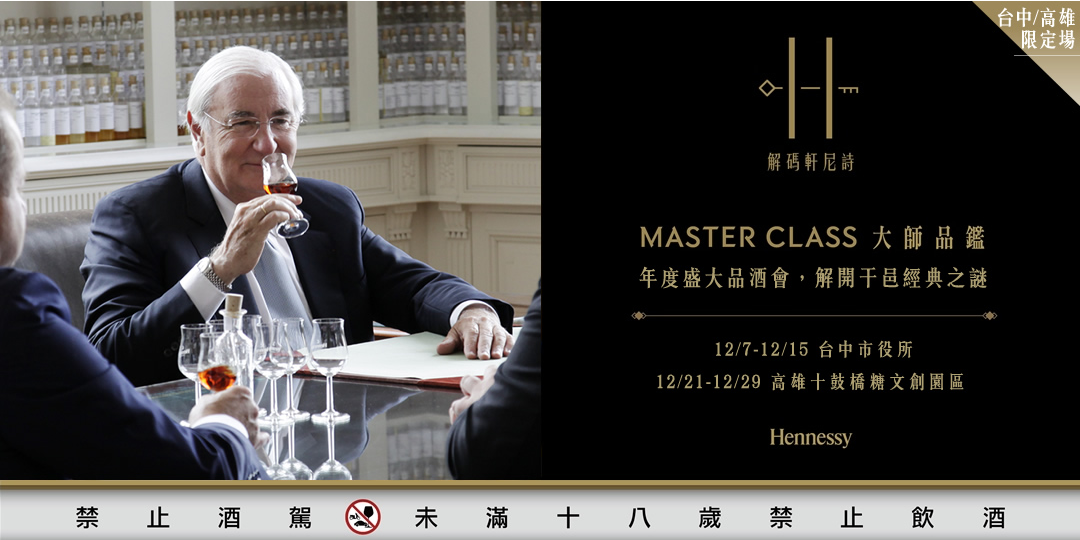 台中/高雄
限定場
解碼軒尼詩
MASTER CLASS 大師品鑑
年度盛大品酒會，解開干邑經典之謎
12/7-12/15 台中市役所
12/21-12/29 高雄十鼓橋糖文創園區
Hennessy
禁止酒駕 未滿十八歲禁止飲酒